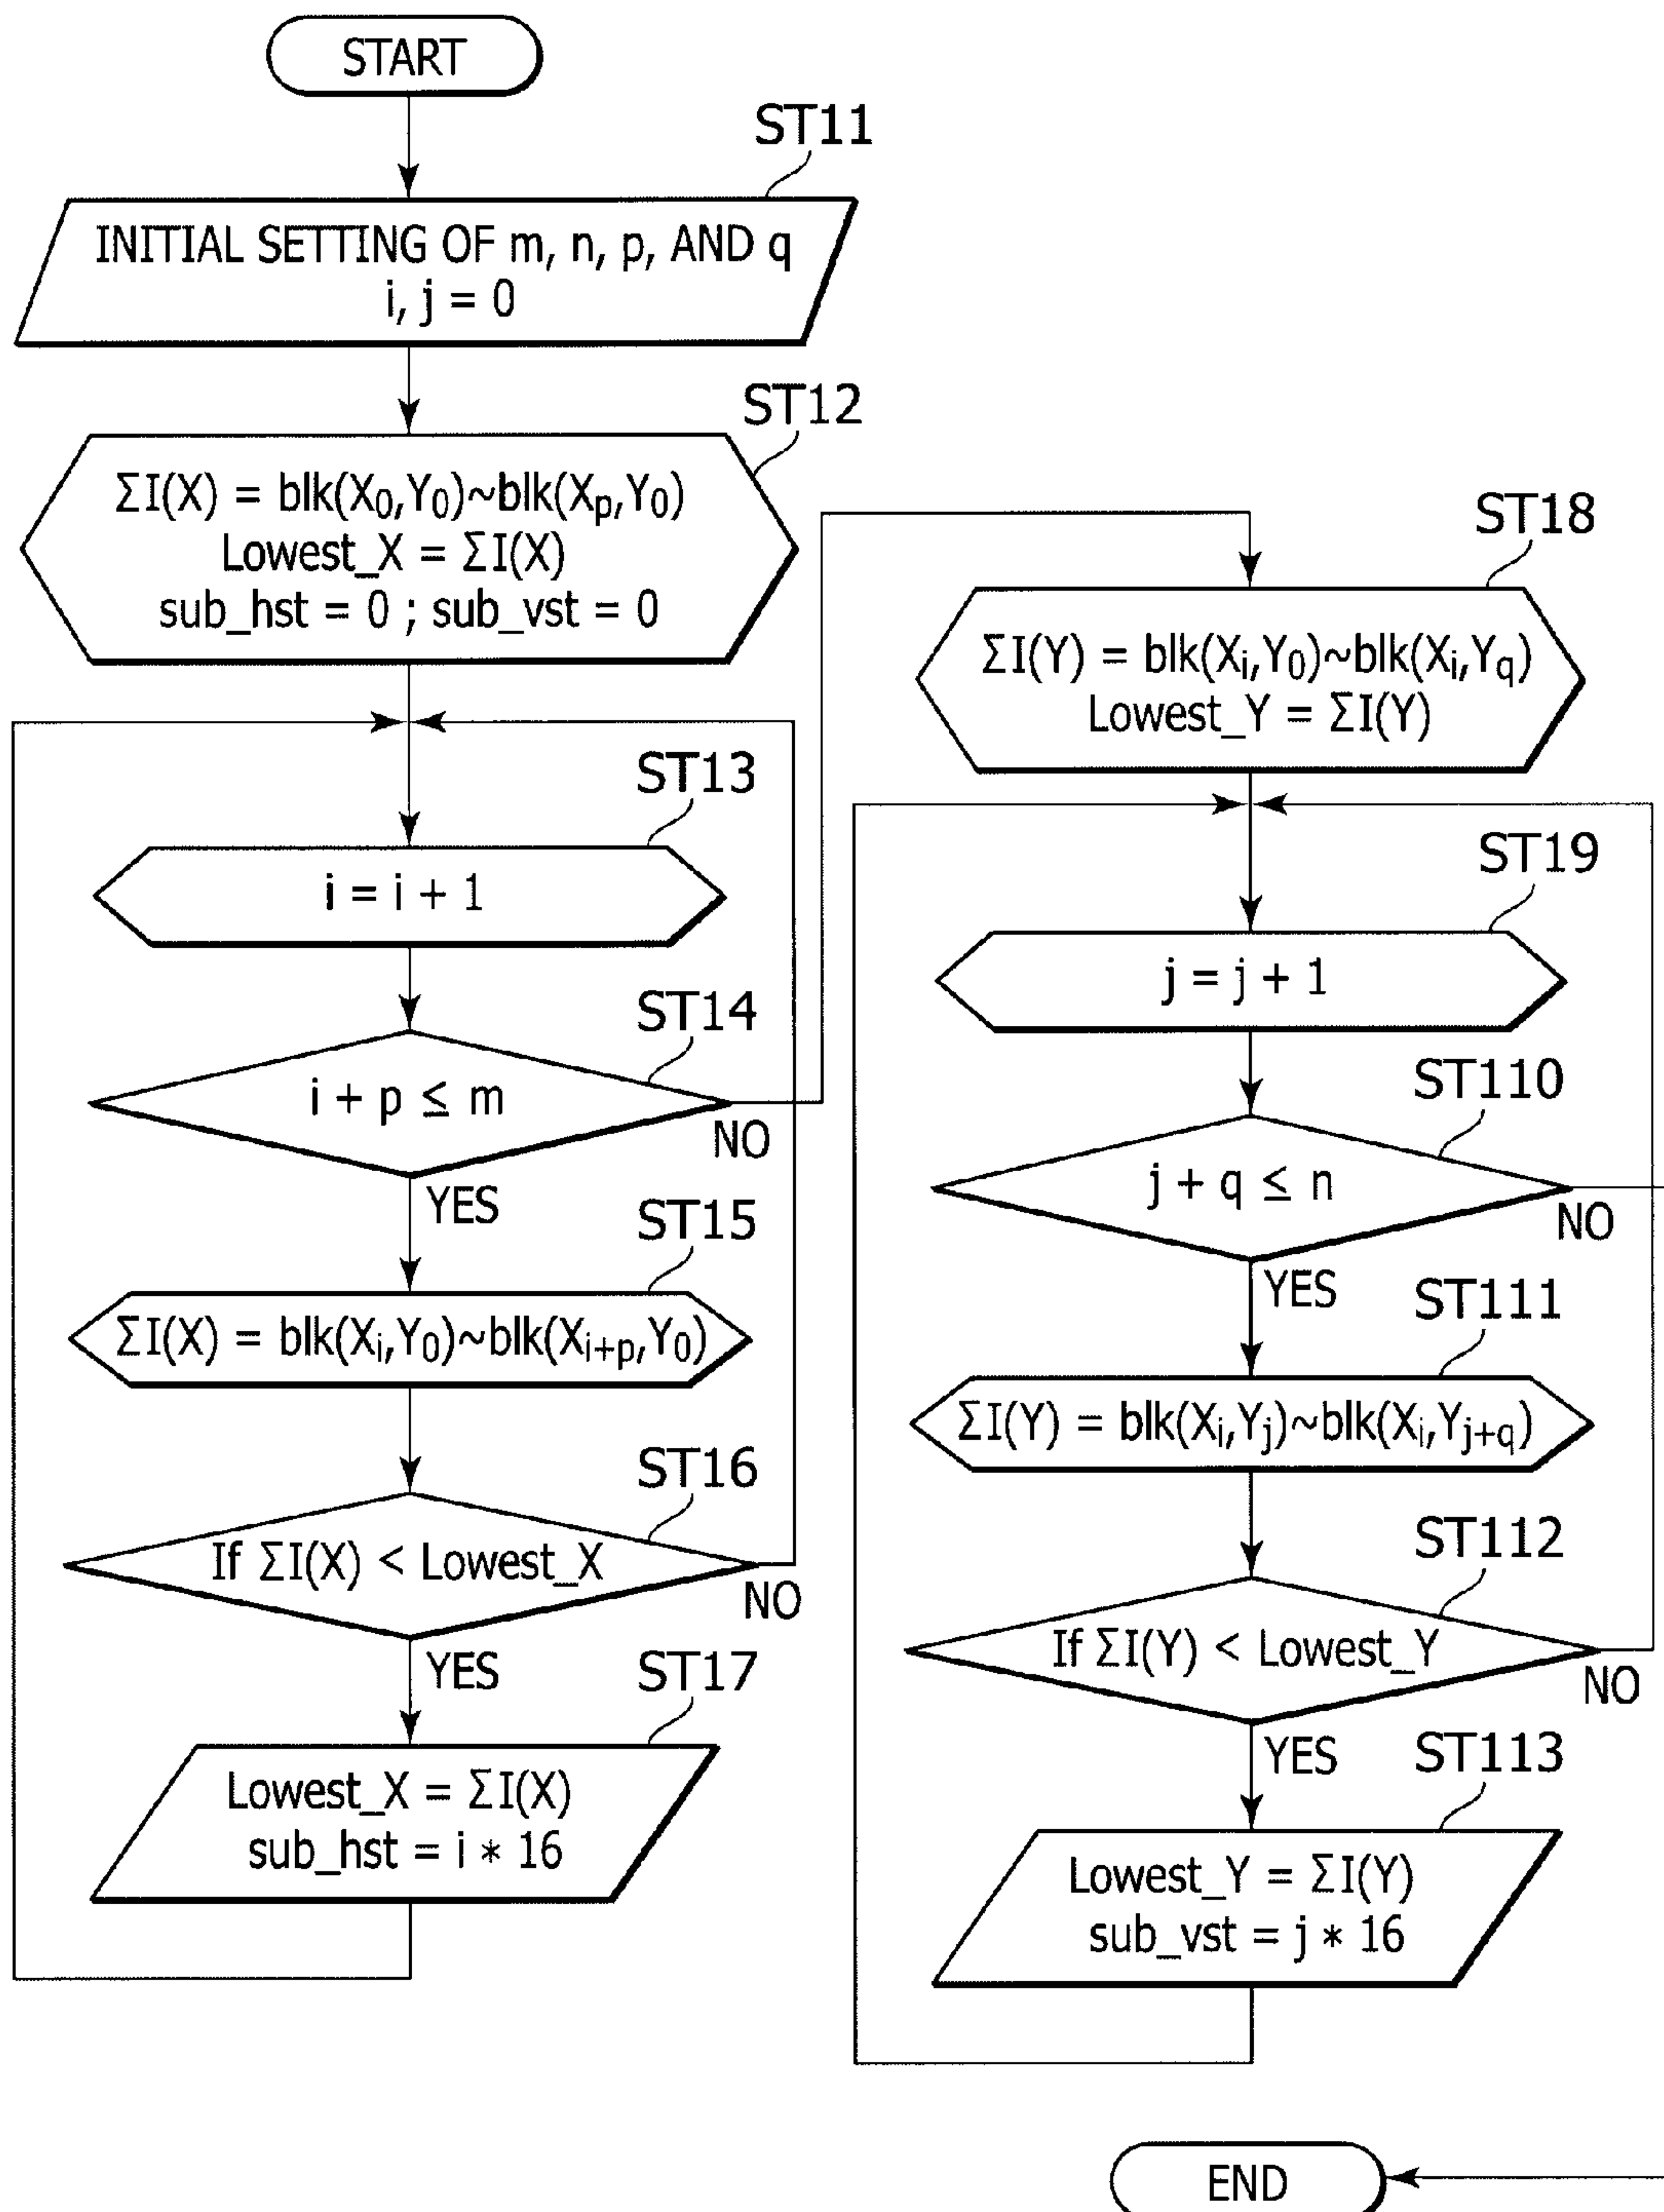 START
ST11
INITIAL SETTING OF m, n, p, AND q
i, j = 0
ST12
ΣI(X) = blk(X₀,Y₀)~blk(Xₚ,Y₀)
Lowest_X = ΣI(X)
sub_hst = 0 ; sub_vst = 0
ST13
i = i + 1
ST14
i + p ≤ m
NO
YES
ST15
ΣI(X) = blk(Xᵢ,Y₀)~blk(Xᵢ₊ₚ,Y₀)
ST16
If ΣI(X) < Lowest_X
NO
YES
ST17
Lowest_X = ΣI(X)
sub_hst = i * 16
ST18
ΣI(Y) = blk(Xᵢ,Y₀)~blk(Xᵢ,Y_q)
Lowest_Y = ΣI(Y)
ST19
j = j + 1
ST110
j + q ≤ n
NO
YES
ST111
ΣI(Y) = blk(Xᵢ,Yⱼ)~blk(Xᵢ,Y_{j+q})
ST112
If ΣI(Y) < Lowest_Y
NO
YES
ST113
Lowest_Y = ΣI(Y)
sub_vst = j * 16
END